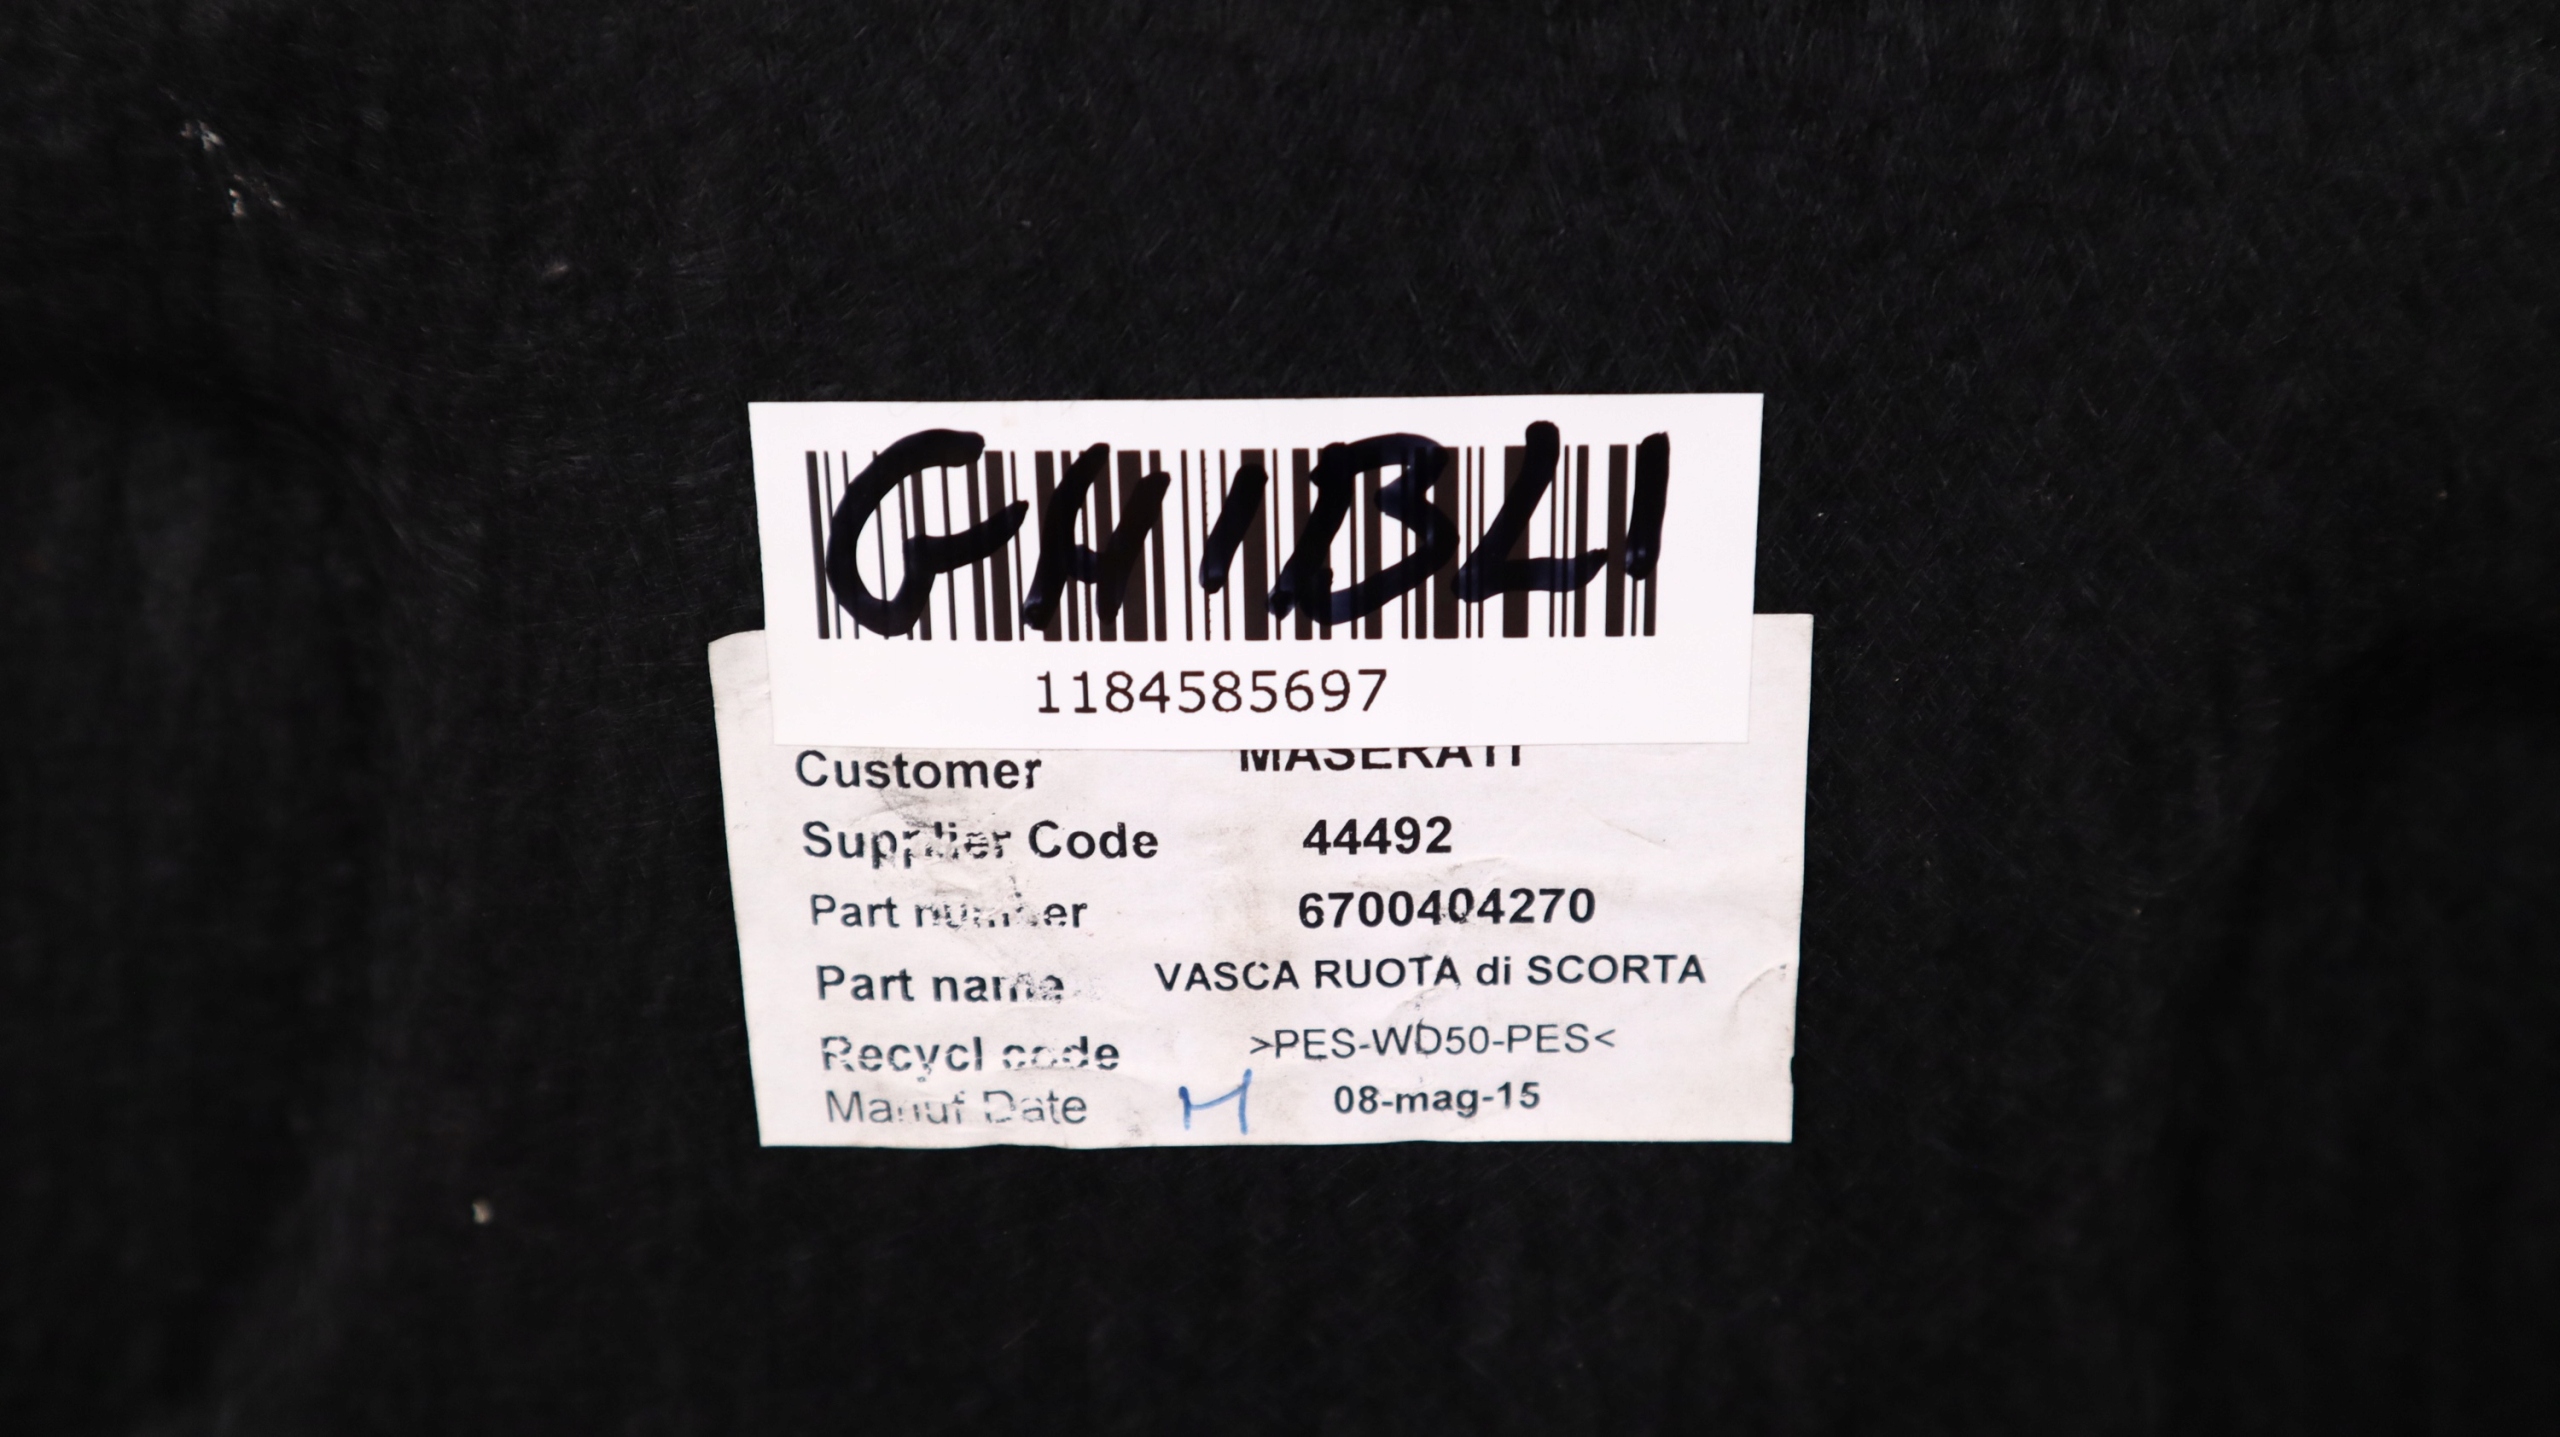 GHIBLI
1184585697
Customer MASERATI
Supplier Code 44492
Part number 6700404270
Part name VASCA RUOTA di SCORTA
Recycl code >PES-WD50-PES<
Manuf Date M 08-mag-15